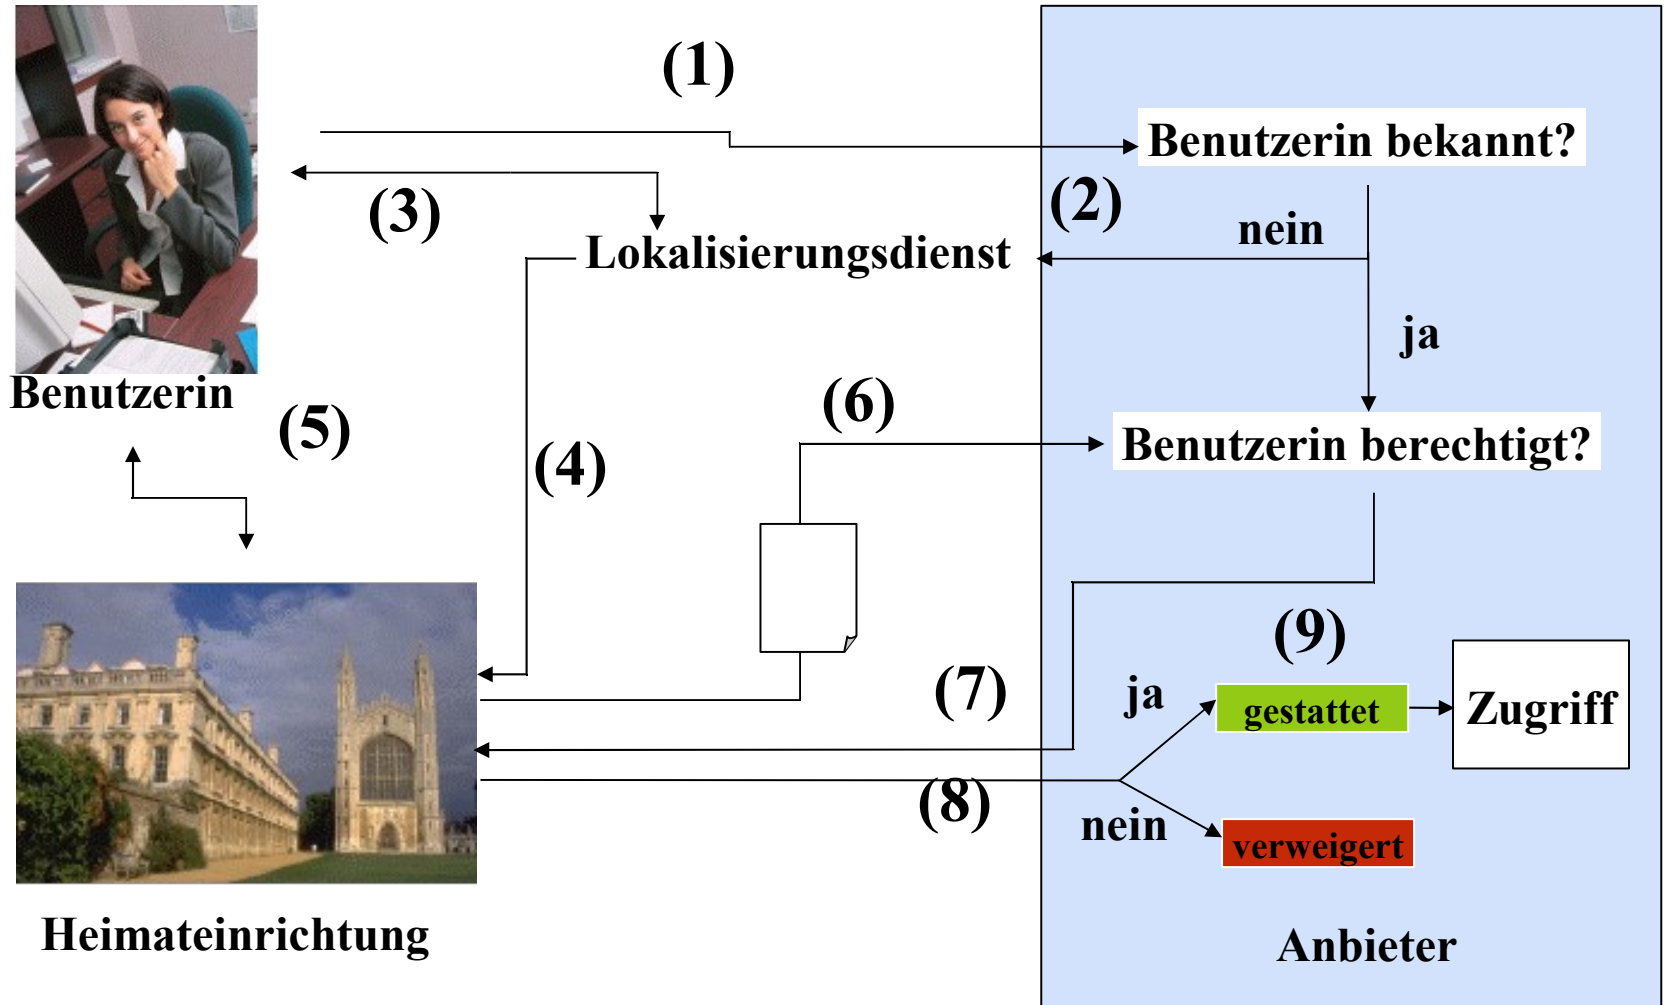 (1)
Benutzerin bekannt?
(2)
(3)
nein
Lokalisierungsdienst
ja
Benutzerin
(5)
(6)
(4)
Benutzerin berechtigt?
(9)
(7)
ja
gestattet
Zugriff
(8)
nein
verweigert
Heimateinrichtung
Anbieter